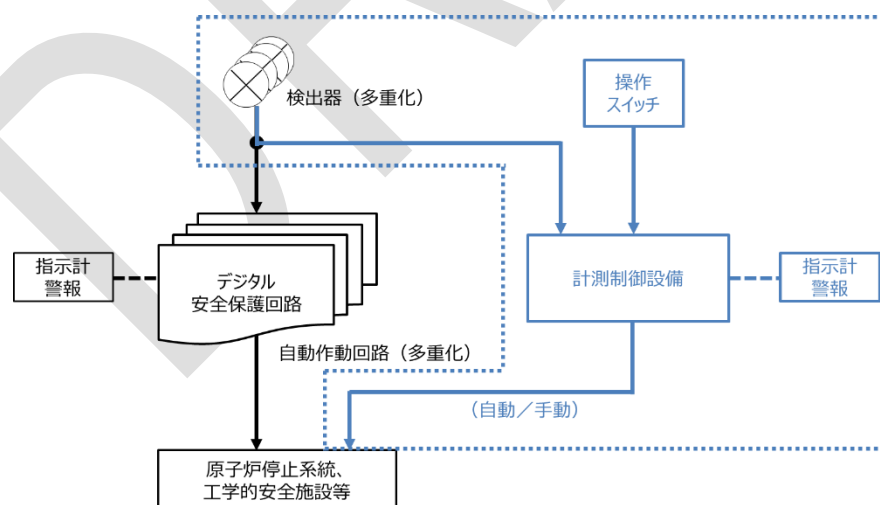 検出器（多重化）
操作
スイッチ
指示計
警報
デジタル
安全保護回路
計測制御設備
指示計
警報
自動作動回路（多重化）
（自動／手動）
原子炉停止系統、
工学的安全施設等